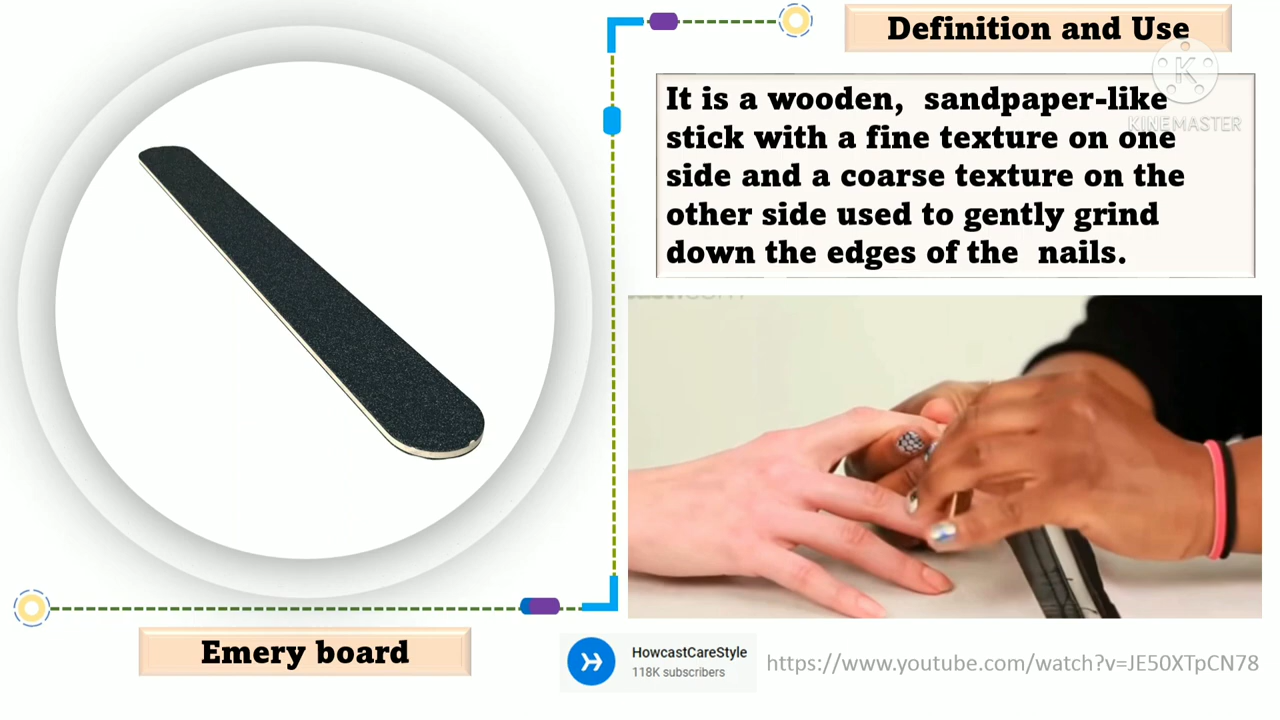 Definition and Use
It is a wooden, sandpaper-like
stick with a fine texture on one
side and a coarse texture on the
other side used to gently grind
down the edges of the nails.
K
KINEMASTER
Emery board
HowcastCareStyle
118K subscribers
https://www.youtube.com/watch?v=JE50XTpCN78